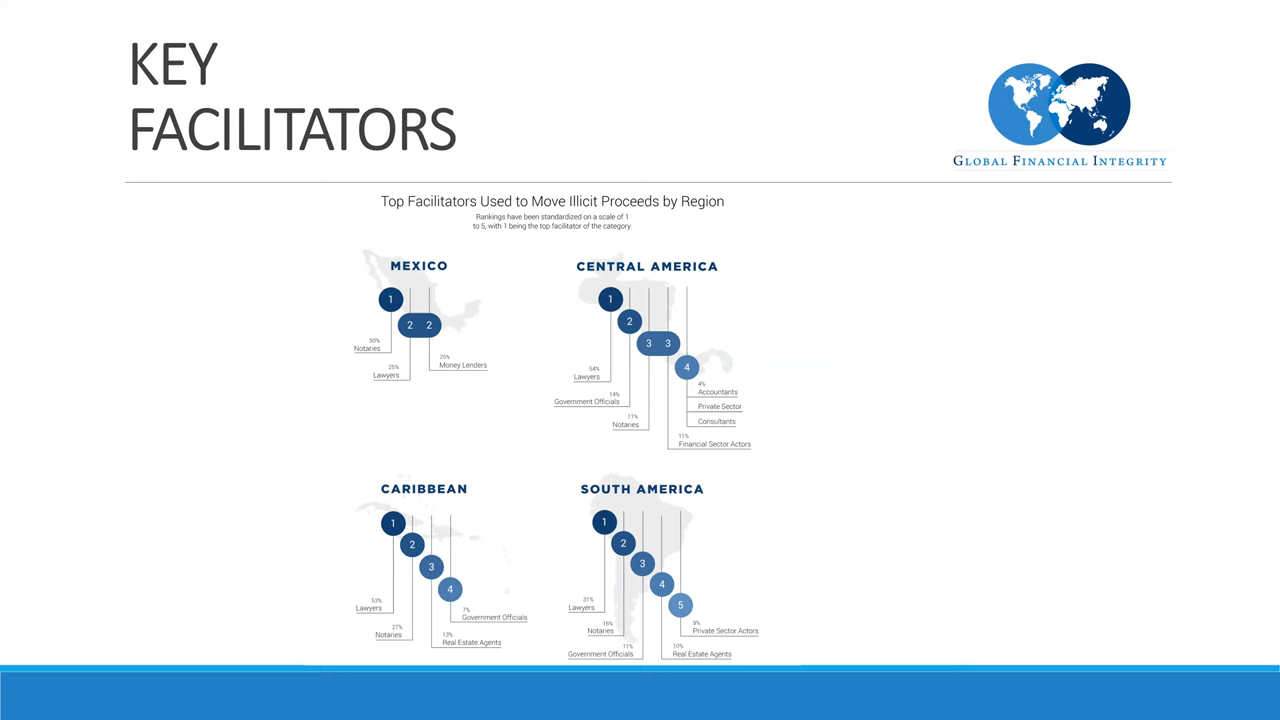 KEY
FACILITATORS
GLOBAL FINANCIAL INTEGRITY
Top Facilitators Used to Move Illicit Proceeds by Region
Rankings have been standardized on a scale of 1
to 5, with 1 being the top facilitator of the category.
MEXICO
1
2 2
50%
Notaries
25%
Lawyers
25%
Money Lenders
CENTRAL AMERICA
1
2
3 3
4
54%
Lawyers
14%
Government Officials
11%
Notaries
4%
Accountants
Private Sector
Consultants
11%
Financial Sector Actors
CARIBBEAN
1
2
3
4
53%
Lawyers
27%
Notaries
13%
Real Estate Agents
7%
Government Officials
SOUTH AMERICA
1
2
3
4
5
31%
Lawyers
16%
Notaries
11%
Government Officials
10%
Real Estate Agents
9%
Private Sector Actors